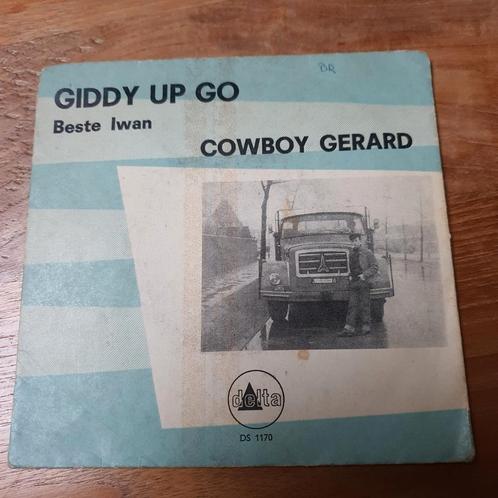 BR
GIDDY UP GO
Beste Iwan
COWBOY GERARD
delta
DS 1170